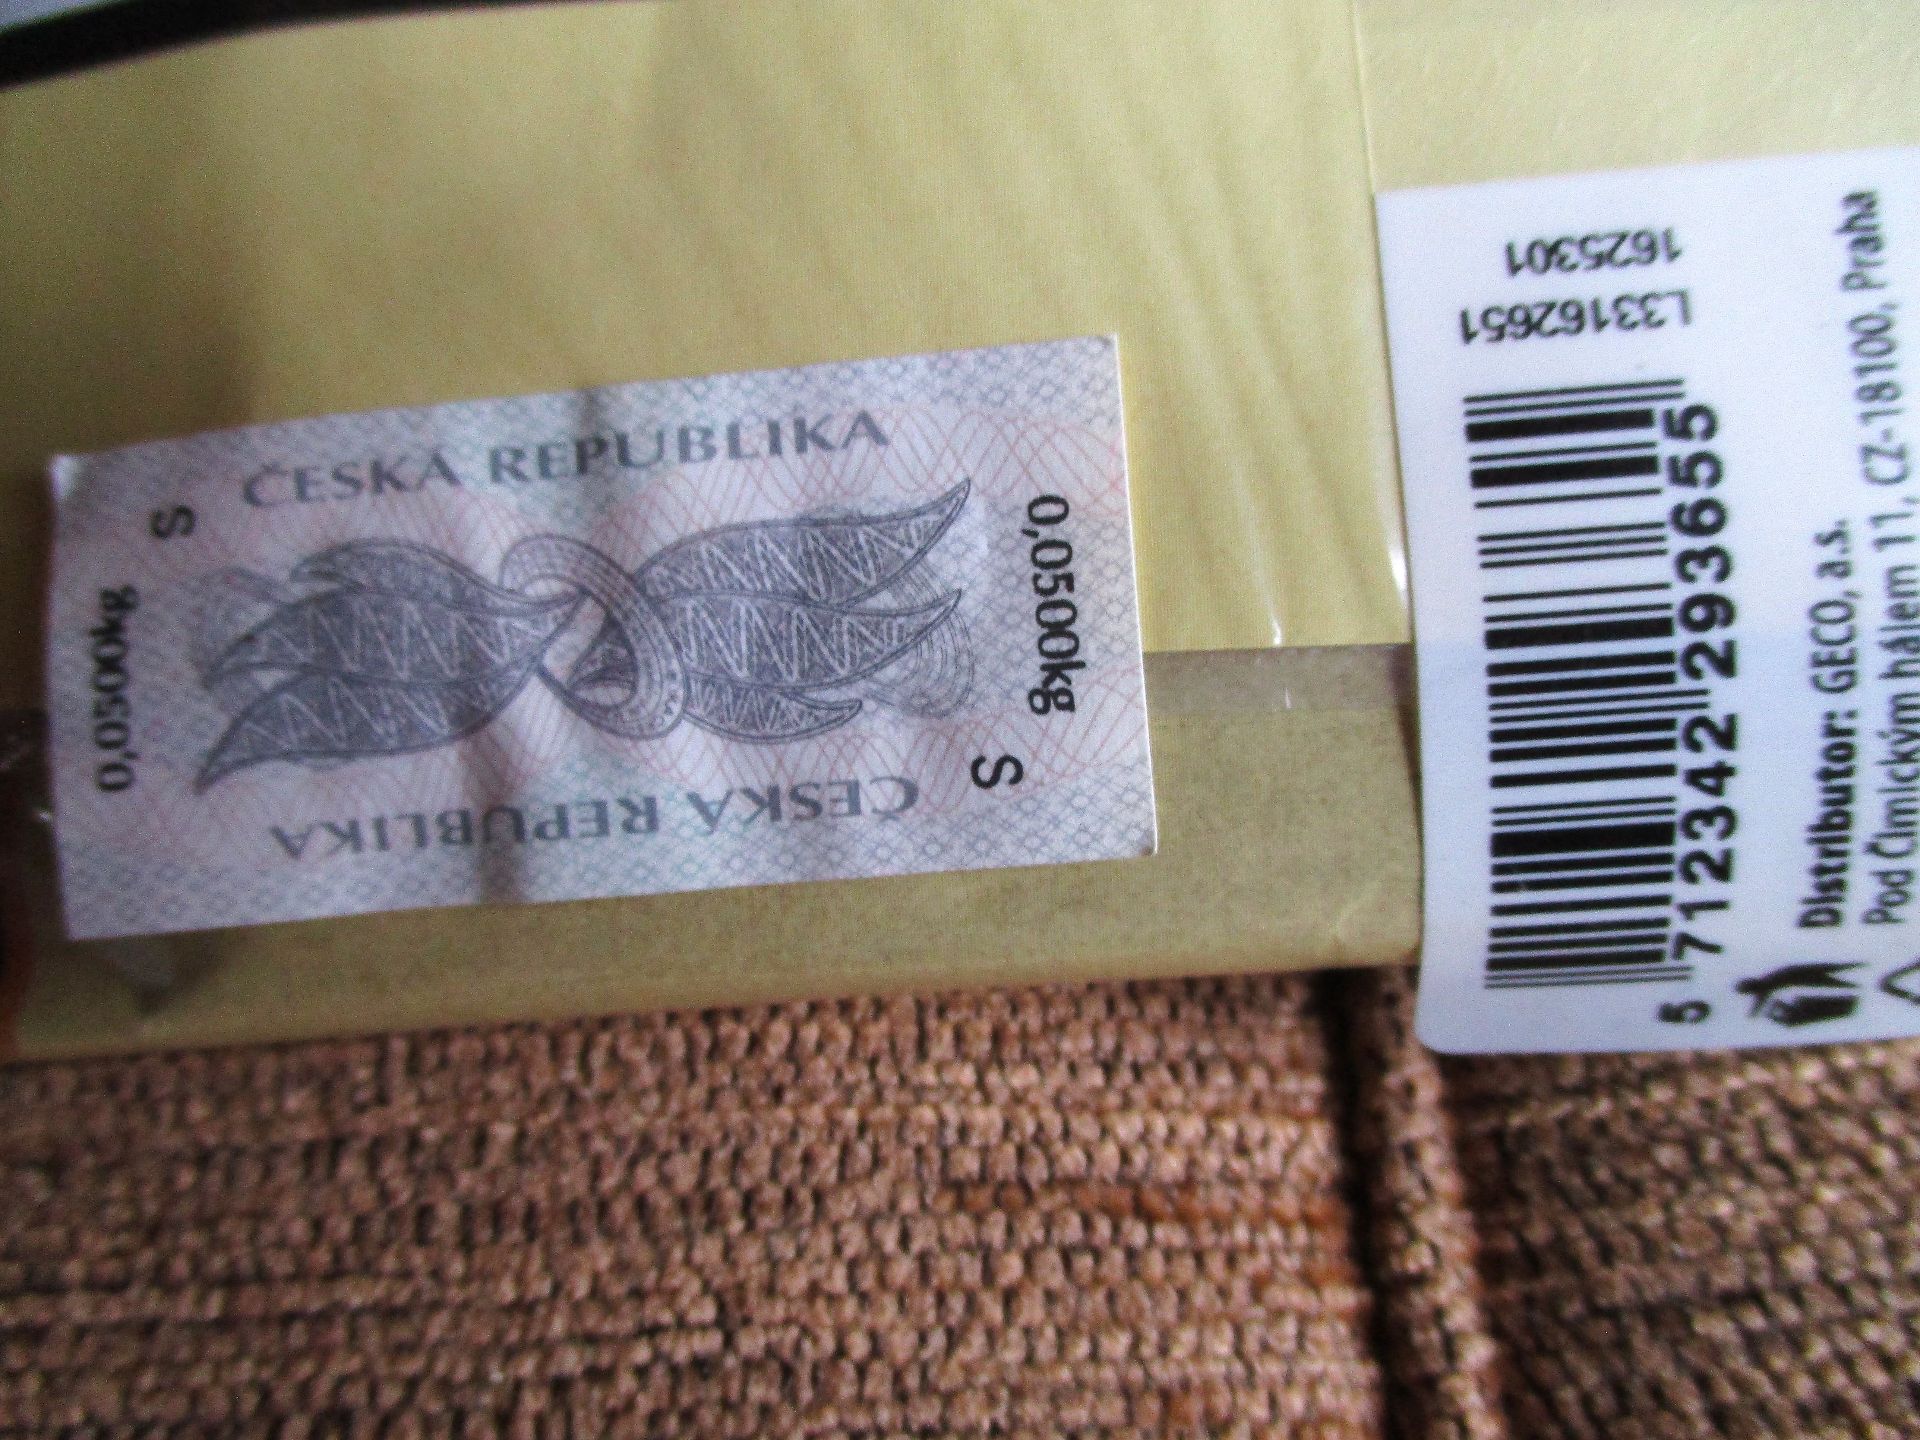 ČESKÁ REPUBLIKA
S
0,0500kg
0,0500kg
S
ČESKÁ REPUBLIKA
1625301
L33162651
5 712342 293655
Distributor: GECO, a.s.
Pod Čimickým hájem 11, CZ-18100, Praha